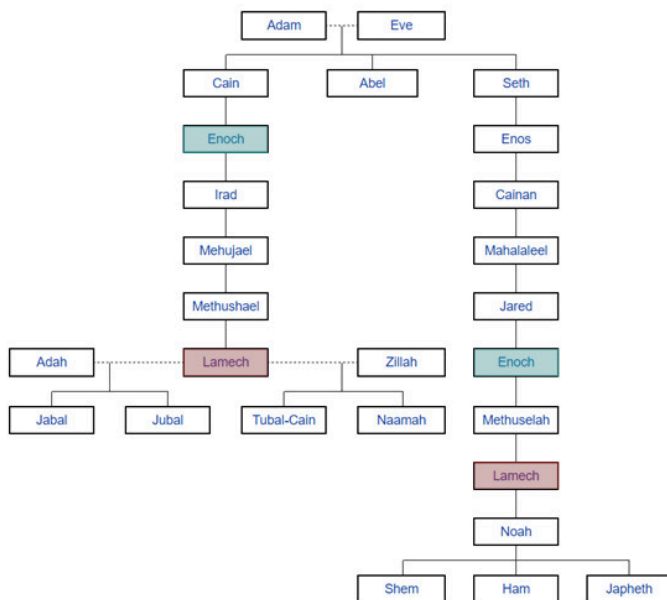 Adam Eve
Cain Abel Seth
Enoch Enos
Irad Cainan
Mehujael Mahalaleel
Methushael Jared
Adah Lamech Zillah Enoch
Jabal Jubal Tubal-Cain Naamah Methuselah
Lamech
Noah
Shem Ham Japheth